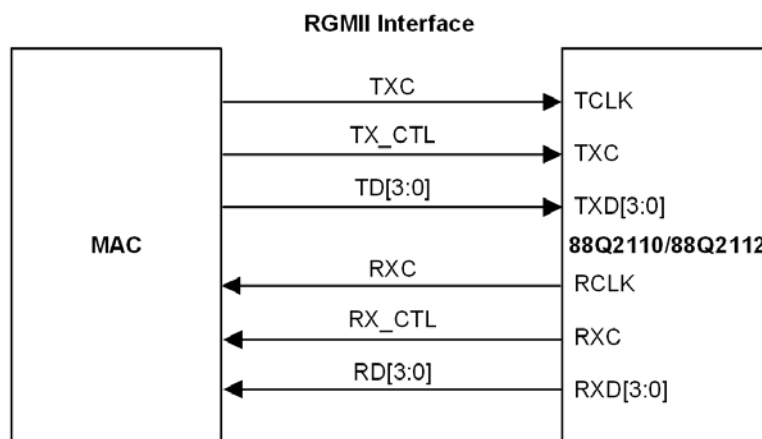 RGMII Interface
TXC
TCLK
TX_CTL
TXC
TD[3:0]
TXD[3:0]
MAC
88Q2110/88Q2112
RXC
RCLK
RX_CTL
RXC
RD[3:0]
RXD[3:0]